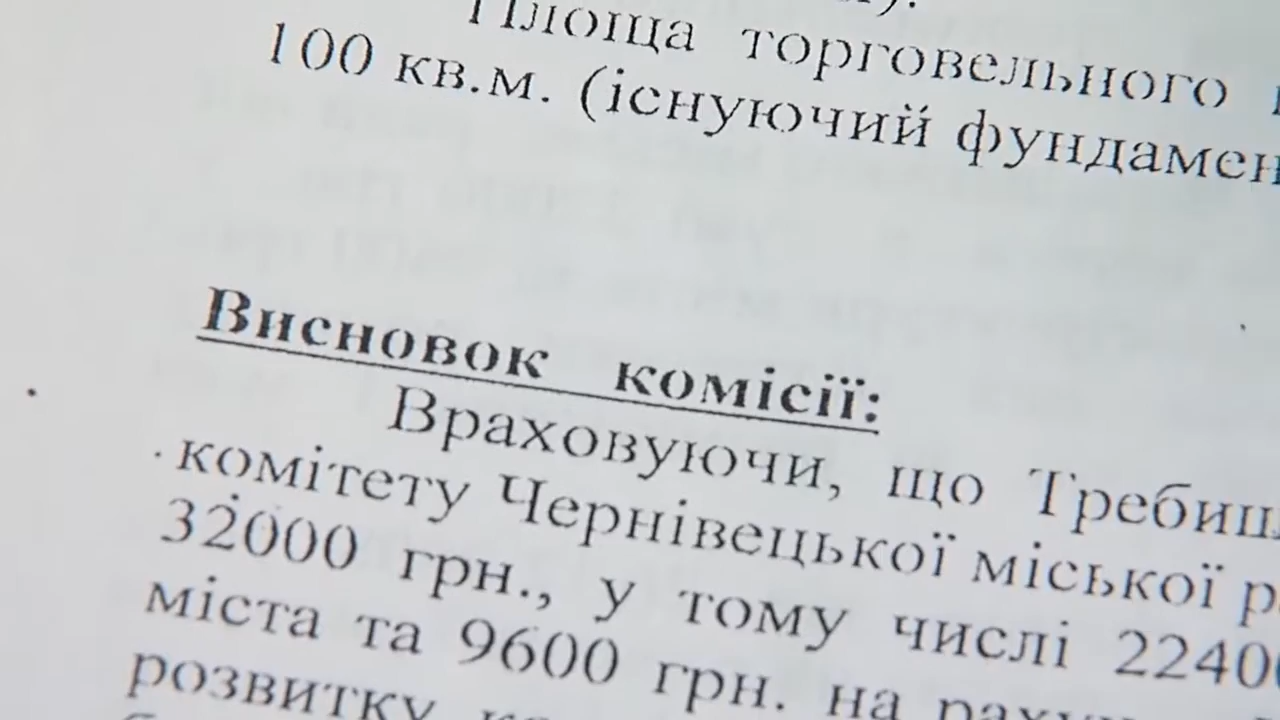 Площа торговельного
100 кв.м. (існуючий фундамен
Висновок комісії:
Враховуючи, що Требиш
комітету Чернівецької міської р
32000 грн., у тому числі 22400
міста та 9600 грн. на рахун
розвитку